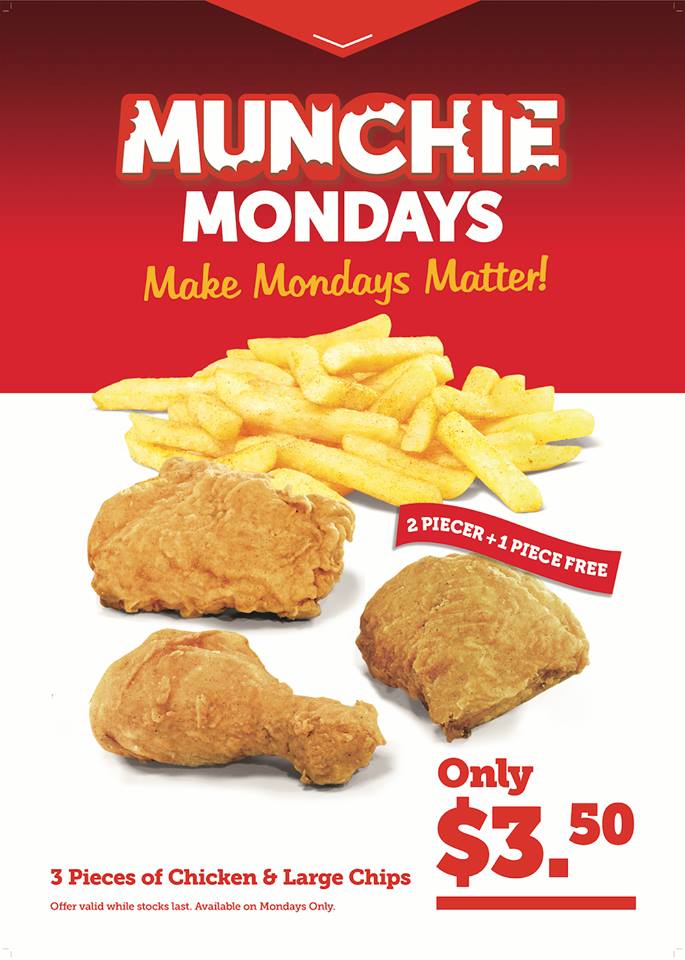 MUNCHIE
MONDAYS
Make Mondays Matter!
2 PIECER + 1 PIECE FREE
Only
$3.50
3 Pieces of Chicken & Large Chips
Offer valid while stocks last. Available on Mondays Only.